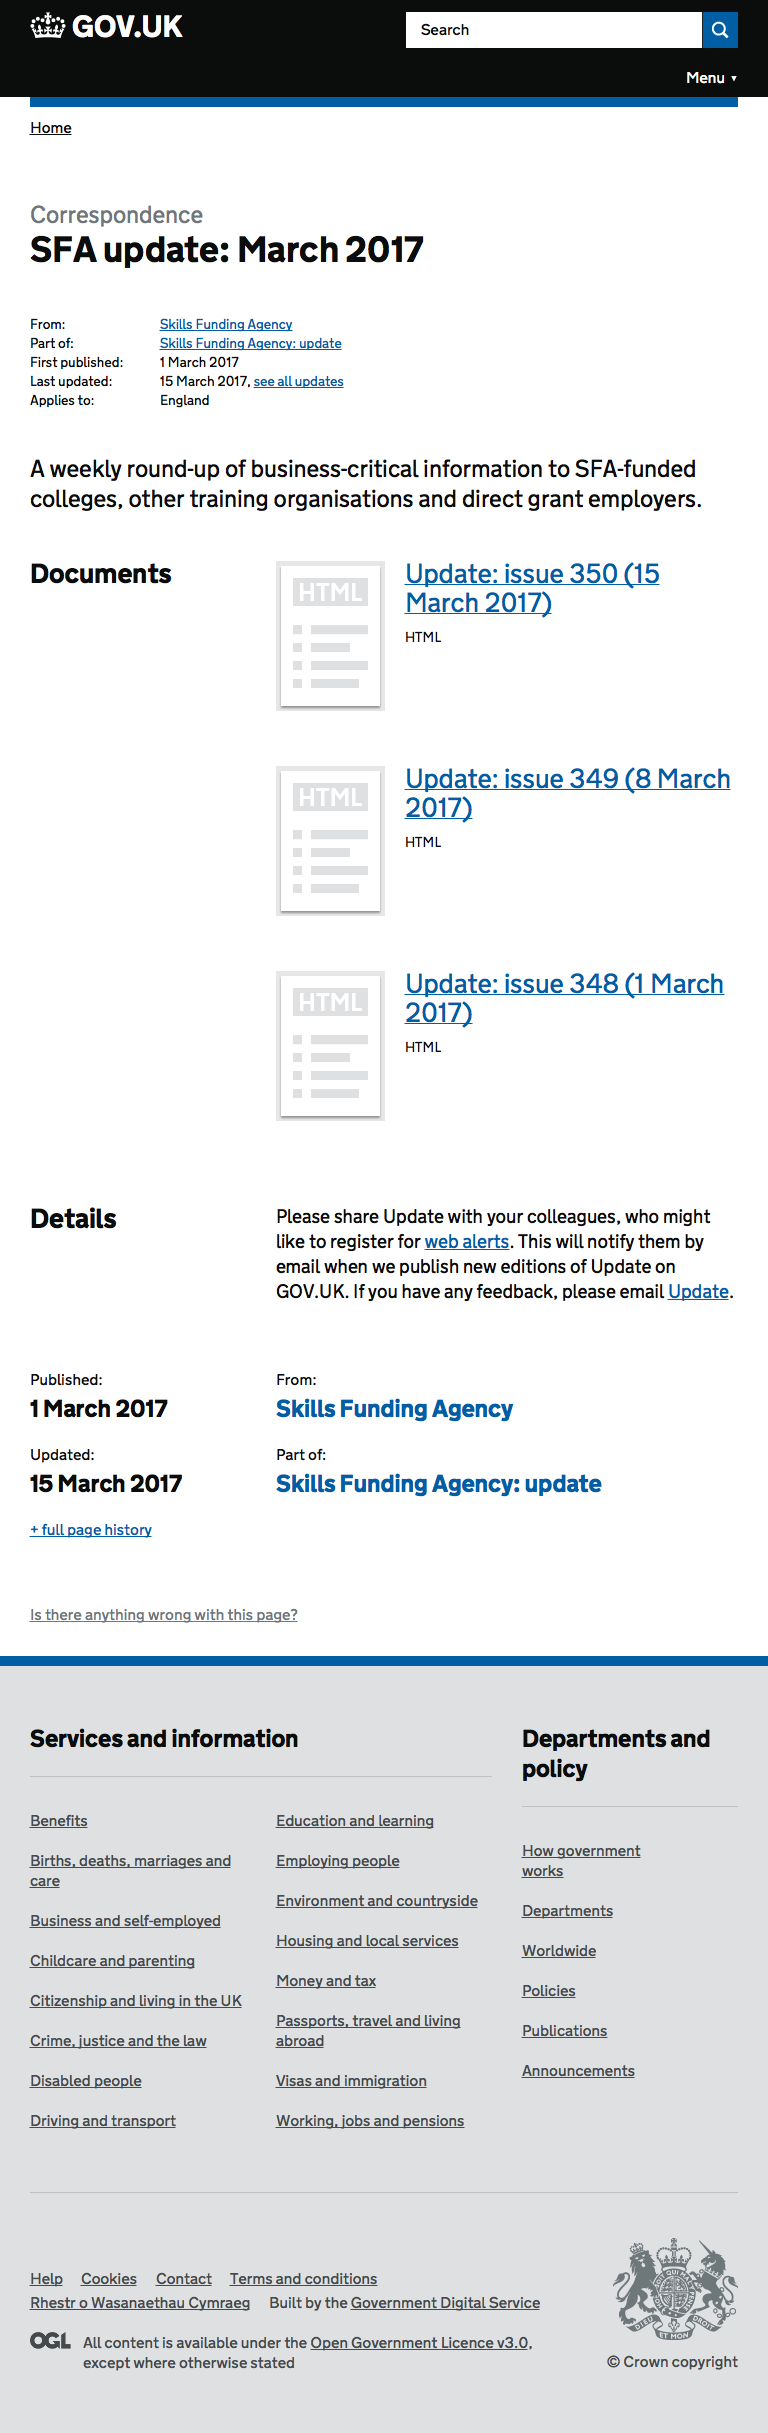 GOV.UK
Search
Menu ▼
Home
Correspondence
SFA update: March 2017
From: Skills Funding Agency
Part of: Skills Funding Agency: update
First published: 1 March 2017
Last updated: 15 March 2017, see all updates
Applies to: England
A weekly round-up of business-critical information to SFA-funded
colleges, other training organisations and direct grant employers.
Documents
HTML
Update: issue 350 (15
March 2017)
HTML
HTML
Update: issue 349 (8 March
2017)
HTML
HTML
Update: issue 348 (1 March
2017)
HTML
Details
Please share Update with your colleagues, who might
like to register for web alerts. This will notify them by
email when we publish new editions of Update on
GOV.UK. If you have any feedback, please email Update.
Published:
1 March 2017
From:
Skills Funding Agency
Updated:
15 March 2017
Part of:
Skills Funding Agency: update
+ full page history
Is there anything wrong with this page?
Services and information
Benefits
Births, deaths, marriages and
care
Business and self-employed
Childcare and parenting
Citizenship and living in the UK
Crime, justice and the law
Disabled people
Driving and transport
Education and learning
Employing people
Environment and countryside
Housing and local services
Money and tax
Passports, travel and living
abroad
Visas and immigration
Working, jobs and pensions
Departments and
policy
How government
works
Departments
Worldwide
Policies
Publications
Announcements
Help Cookies Contact Terms and conditions
Rhestr o Wasanaethau Cymraeg Built by the Government Digital Service
OGL
All content is available under the Open Government Licence v3.0,
except where otherwise stated
DIEU ET MON DROIT
© Crown copyright